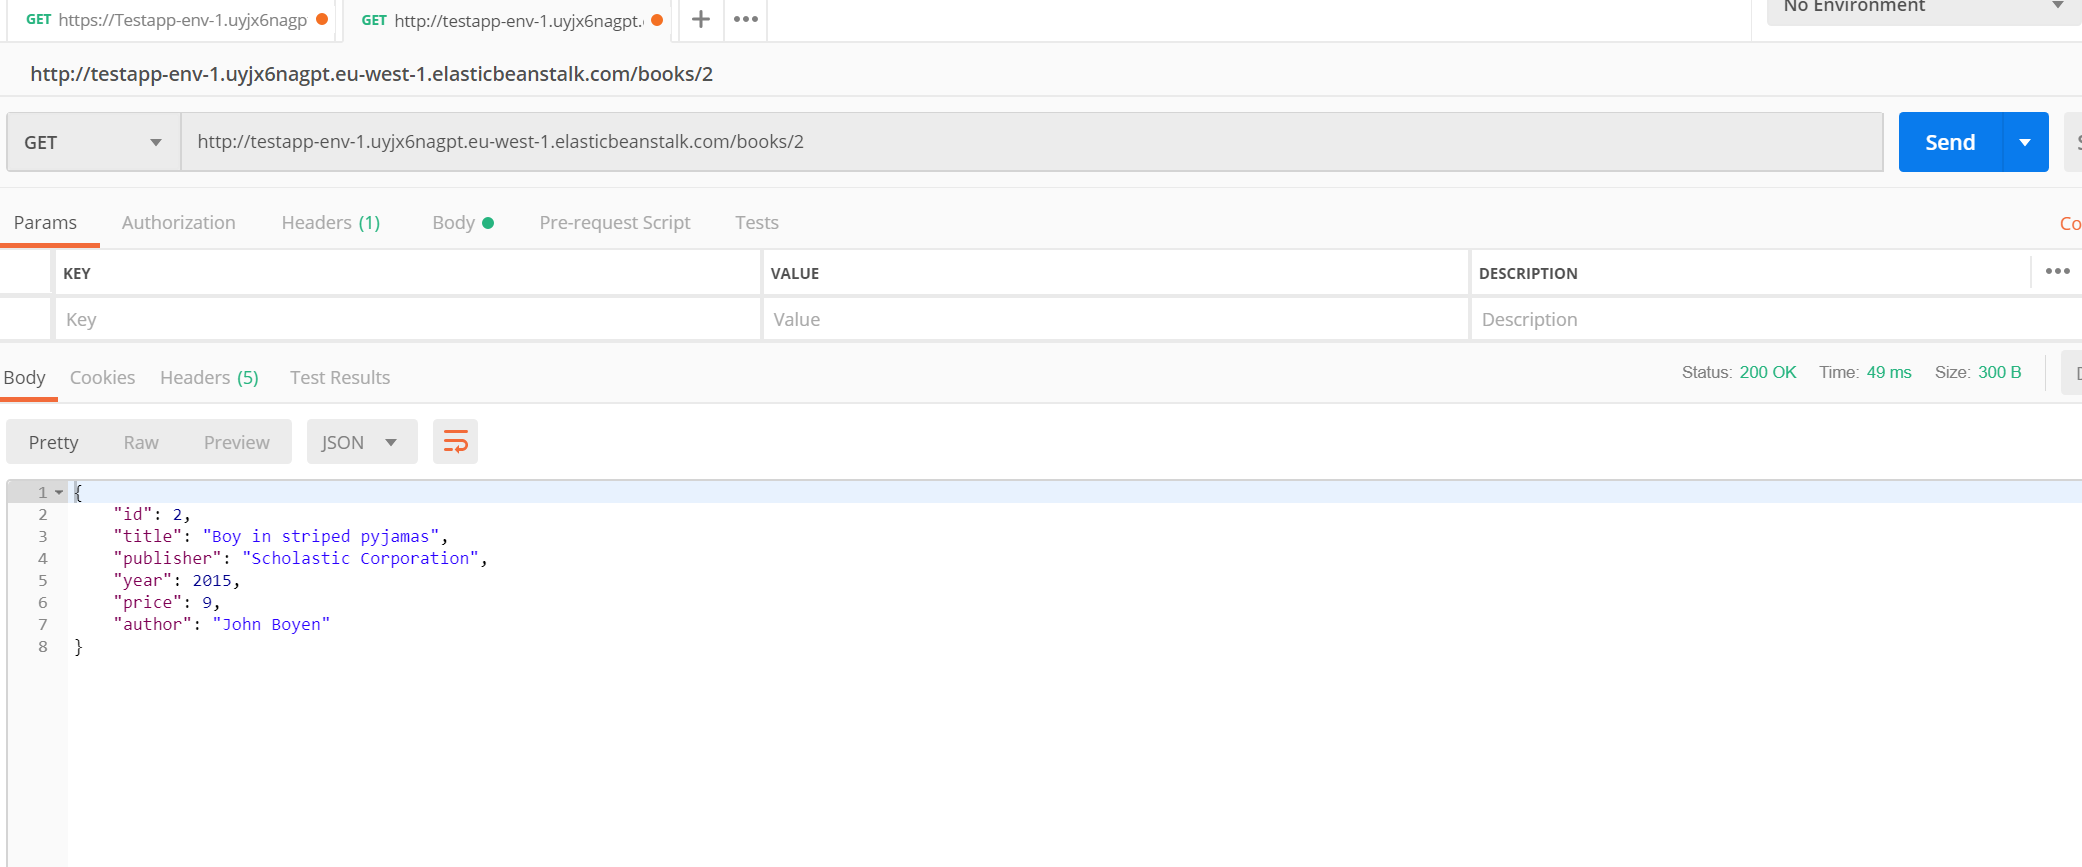 GET https://Testapp-env-1.uyjx6nagp GET http://testapp-env-1.uyjx6nagpt. No Environment
http://testapp-env-1.uyjx6nagpt.eu-west-1.elasticbeanstalk.com/books/2
GET http://testapp-env-1.uyjx6nagpt.eu-west-1.elasticbeanstalk.com/books/2 Send
Params Authorization Headers (1) Body Pre-request Script Tests Co
KEY VALUE DESCRIPTION
Key Value Description
Body Cookies Headers (5) Test Results Status: 200 OK Time: 49 ms Size: 300 B
Pretty Raw Preview JSON
1 {
2 "id": 2,
3 "title": "Boy in striped pyjamas",
4 "publisher": "Scholastic Corporation",
5 "year": 2015,
6 "price": 9,
7 "author": "John Boyen"
8 }